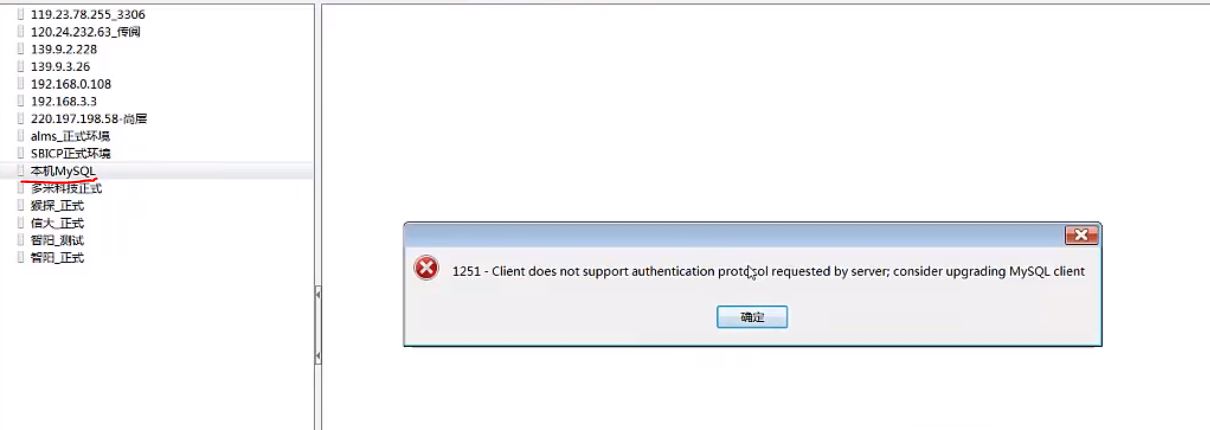 119.23.78.255_3306
120.24.232.63_传阅
139.9.2.228
139.9.3.26
192.168.0.108
192.168.3.3
220.197.198.58-尚层
alms_正式环境
SBICP正式环境
本机MySQL
多米科技正式
猴探_正式
信大_正式
智阳_测试
智阳_正式
1251 - Client does not support authentication protocol requested by server; consider upgrading MySQL client
确定